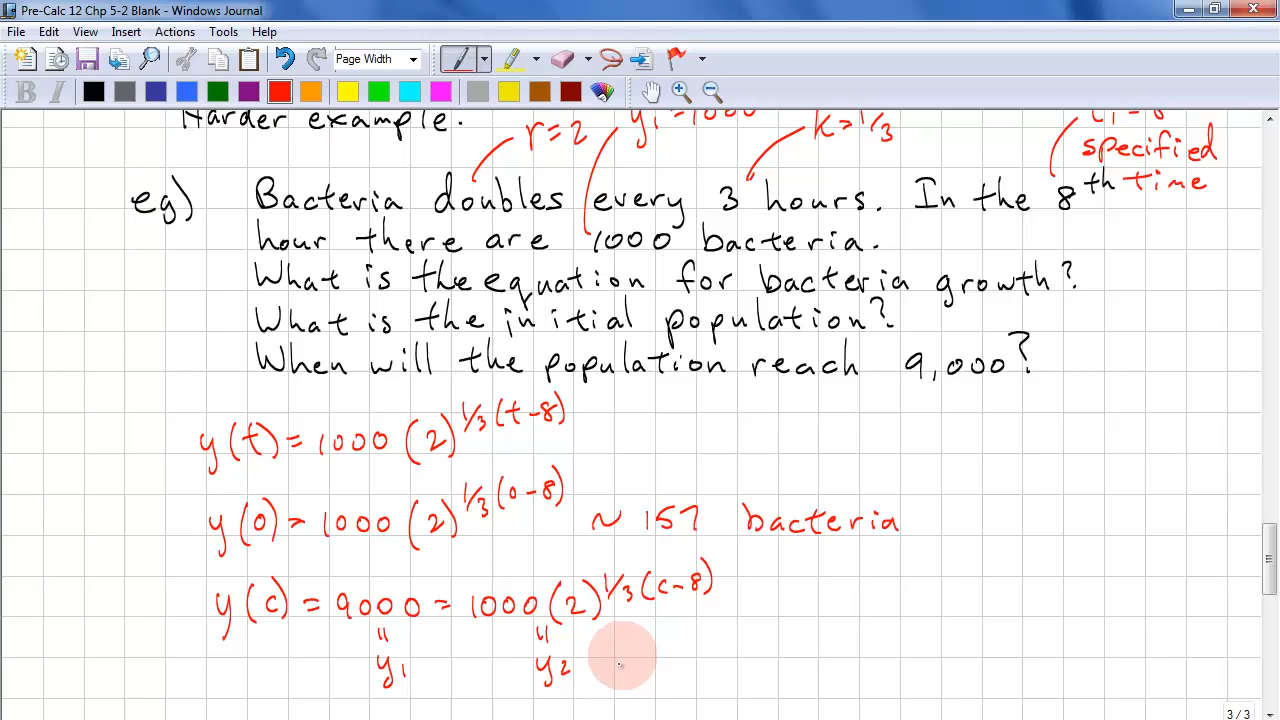 Pre-Calc 12 Chp 5-2 Blank - Windows Journal
File Edit View Insert Actions Tools Help
Page Width
B I
Harder example.
r=2
y1=1000
k=1/3
specified
time
eg) Bacteria doubles every 3 hours. In the 8th
hour there are 1000 bacteria.
What is the equation for bacteria growth?
What is the initial population?
When will the population reach 9,000?
y(t) = 1000 (2)^1/3(t-8)
y(0) = 1000 (2)^1/3(0-8) ~ 157 bacteria
y(c) = 9000 = 1000 (2)^1/3(c-8)
" "
y1 y2
3/3